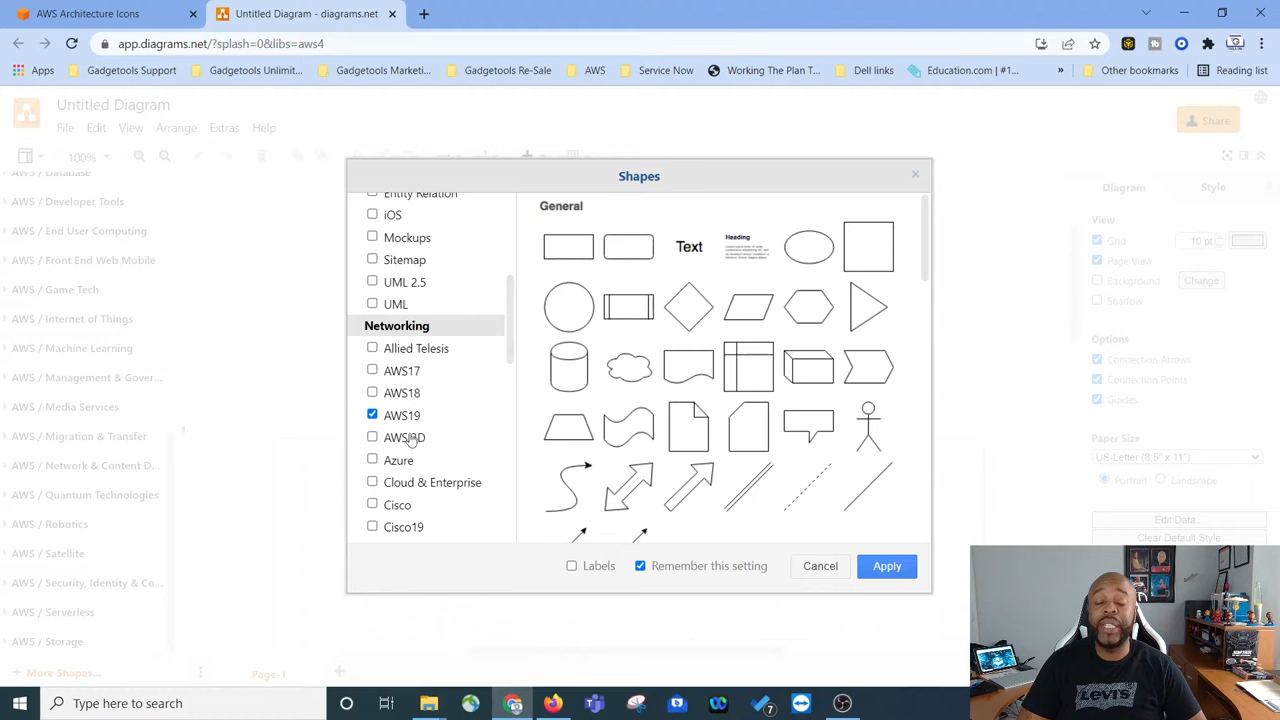 AWS Architecture Icons
Untitled Diagram - diagrams.net
app.diagrams.net/?splash=0&libs=aws4
Apps
Gadgetools Support
Gadgetools Unlimit...
Gadgetools Marketi...
Gadgetools Re-Sale
AWS
Service Now
Working The Plan T...
Dell links
Education.com / #1...
»
Other bookmarks
Reading list
Untitled Diagram
File Edit View Arrange Extras Help
Share
100%
AWS / Database
AWS / Developer Tools
AWS / End User Computing
AWS / Front End Web Mobile
AWS / Game Tech
AWS / Internet of Things
AWS / Machine Learning
AWS / Management & Gover...
AWS / Media Services
AWS / Migration & Transfer
AWS / Network & Content D...
AWS / Quantum Technologies
AWS / Robotics
AWS / Satellite
AWS / Security, Identity & Co...
AWS / Serverless
AWS / Storage
+ More Shapes...
Page-1
Shapes
Entity Relation
iOS
Mockups
Sitemap
UML 2.5
UML
Networking
Allied Telesis
AWS17
AWS18
AWS19
AWS3D
Azure
Cloud & Enterprise
Cisco
Cisco19
General
Text
Heading
Labels
Remember this setting
Cancel
Apply
Diagram
Style
View
Grid
10 pt
Page View
Background
Change
Shadow
Options
Connection Arrows
Connection Points
Guides
Paper Size
US-Letter (8,5" x 11")
Portrait
Landscape
Edit Data...
Clear Default Style
Type here to search
7
LEVI'S